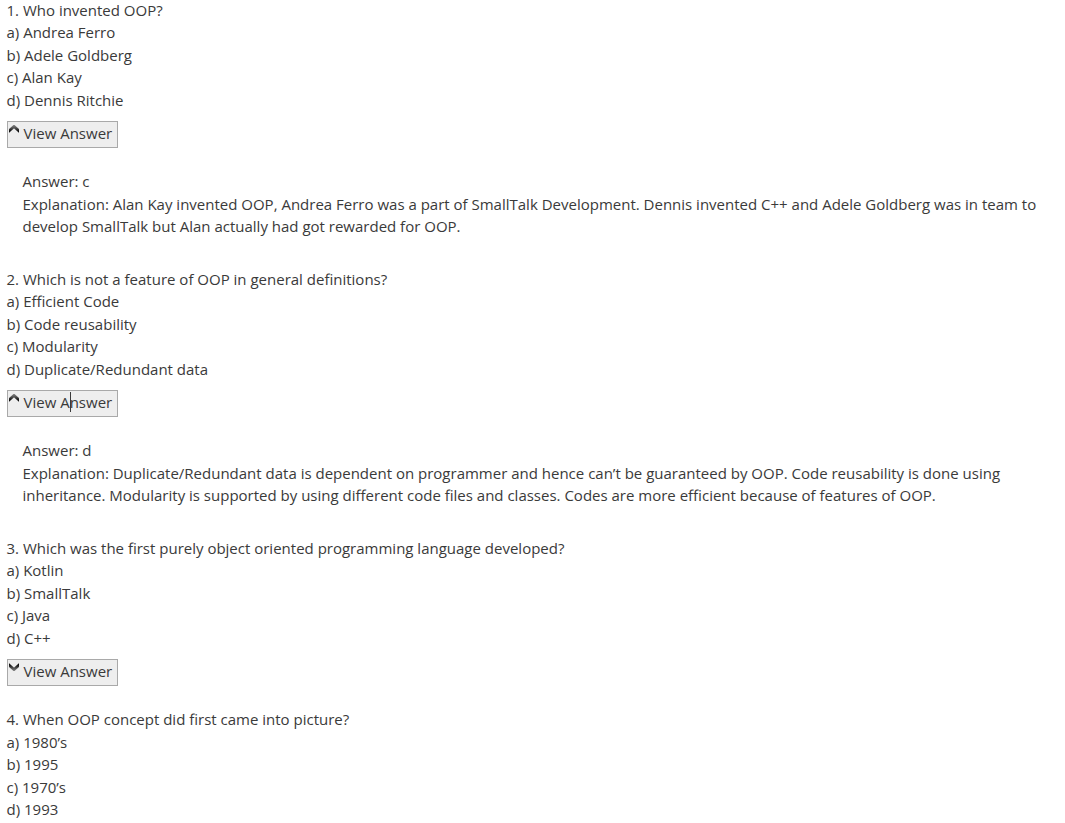 1. Who invented OOP?
a) Andrea Ferro
b) Adele Goldberg
c) Alan Kay
d) Dennis Ritchie
View Answer
Answer: c
Explanation: Alan Kay invented OOP, Andrea Ferro was a part of SmallTalk Development. Dennis invented C++ and Adele Goldberg was in team to
develop SmallTalk but Alan actually had got rewarded for OOP.
2. Which is not a feature of OOP in general definitions?
a) Efficient Code
b) Code reusability
c) Modularity
d) Duplicate/Redundant data
View Answer
Answer: d
Explanation: Duplicate/Redundant data is dependent on programmer and hence can’t be guaranteed by OOP. Code reusability is done using
inheritance. Modularity is supported by using different code files and classes. Codes are more efficient because of features of OOP.
3. Which was the first purely object oriented programming language developed?
a) Kotlin
b) SmallTalk
c) Java
d) C++
View Answer
4. When OOP concept did first came into picture?
a) 1980’s
b) 1995
c) 1970’s
d) 1993